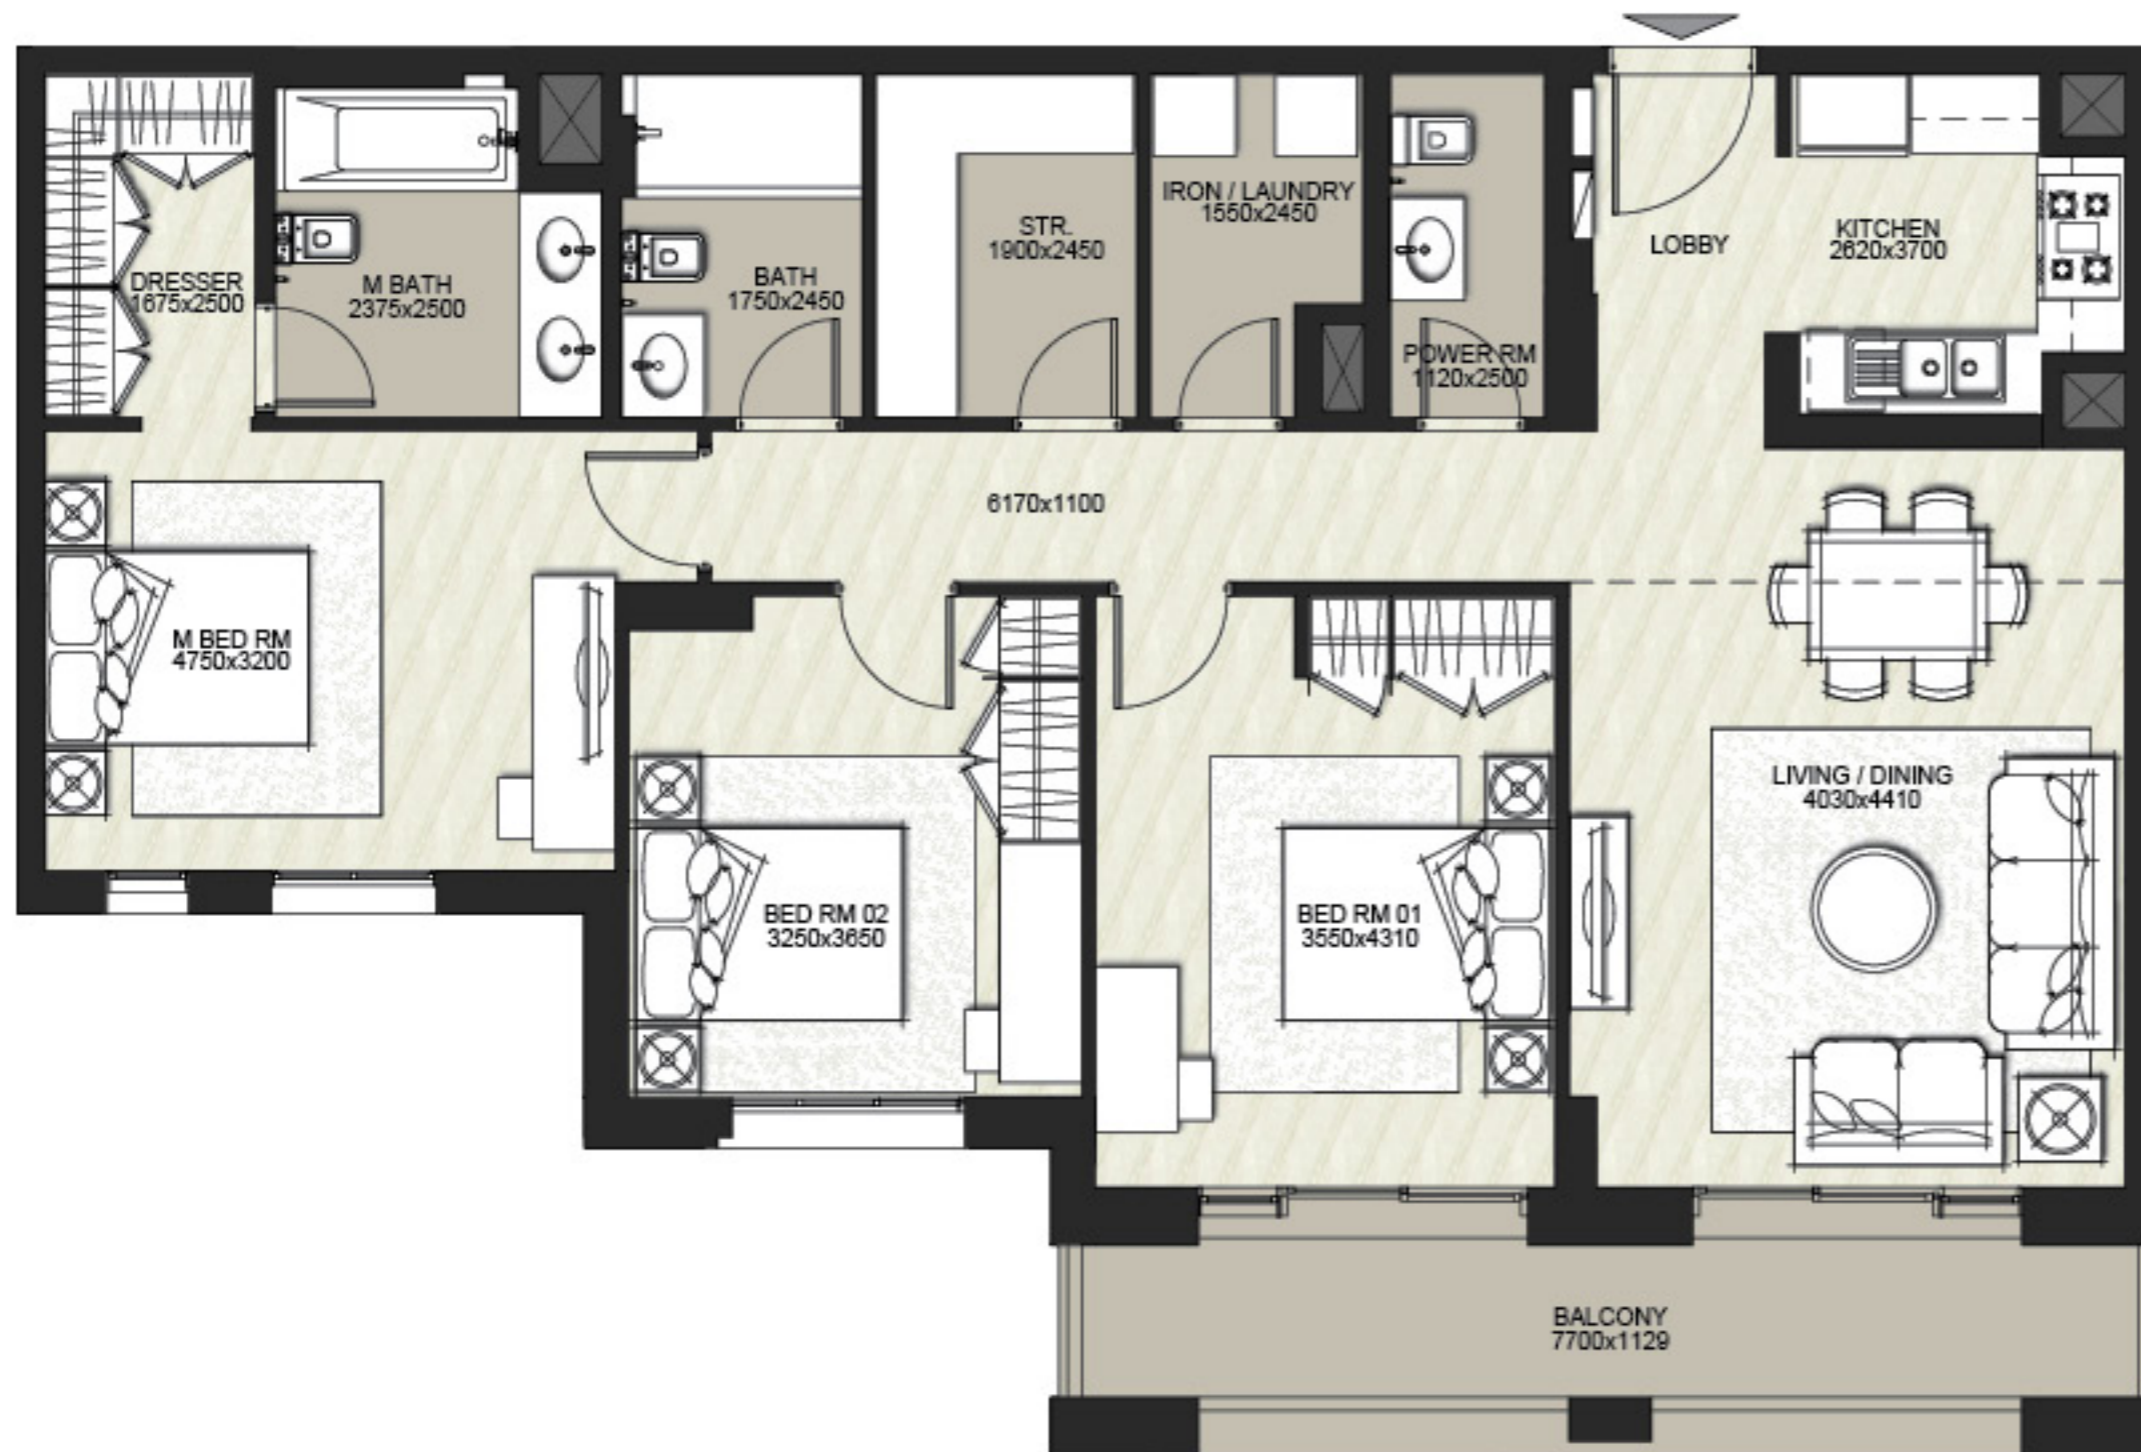 IRON / LAUNDRY
1550x2450
STR.
1900x2450
LOBBY
KITCHEN
2620x3700
DRESSER
1675x2500
M BATH
2375x2500
BATH
1750x2450
POWER RM
1120x2500
6170x1100
M BED RM
4750x3200
LIVING / DINING
4030x4410
BED RM 02
3250x3650
BED RM 01
3550x4310
BALCONY
7700x1129